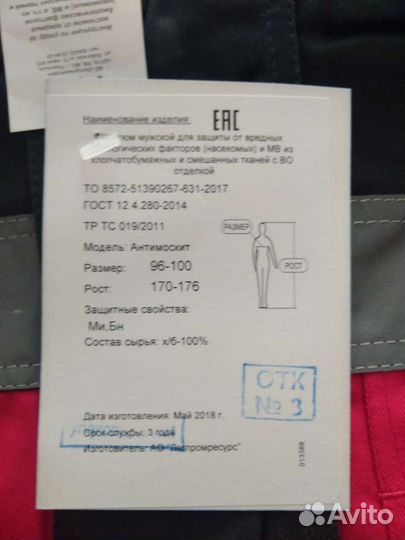 Наименование изделия:
EAC
мужской для защиты от вредных
факторов (насекомых) и МВ из
хлопчатобумажных и смешанных тканей с ВО
отделкой
ТО 8572-51390267-631-2017
ГОСТ 12.4.280-2014
ТР ТС 019/2011
Модель: Антимоскит
РАЗМЕР
Размер: 96-100
РОСТ
Рост: 170-176
Защитные свойства:
Ми,Бн
Состав сырья: х/б-100%
ОТК
№ 3
Дата изготовления: Май 2018 г.
Срок службы: 3 года
Изготовитель: АО "Леспромресурс"
013388
Avito